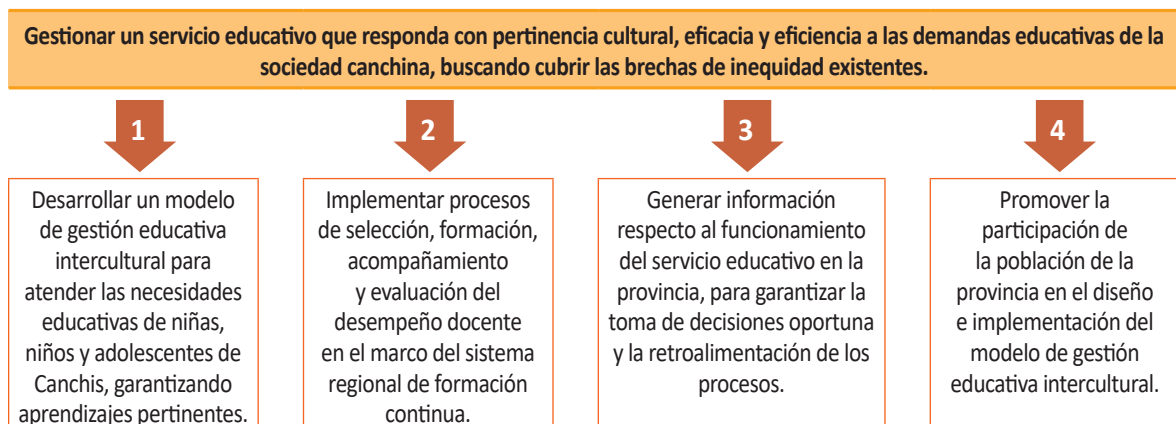 Gestionar un servicio educativo que responda con pertinencia cultural, eficacia y eficiencia a las demandas educativas de la
sociedad canchina, buscando cubrir las brechas de inequidad existentes.
1
Desarrollar un modelo
de gestión educativa
intercultural para
atender las necesidades
educativas de niñas,
niños y adolescentes de
Canchis, garantizando
aprendizajes pertinentes.
2
Implementar procesos
de selección, formación,
acompañamiento
y evaluación del
desempeño docente
en el marco del sistema
regional de formación
continua.
3
Generar información
respecto al funcionamiento
del servicio educativo en la
provincia, para garantizar la
toma de decisiones oportuna
y la retroalimentación de los
procesos.
4
Promover la
participación de
la población de la
provincia en el diseño
e implementación del
modelo de gestión
educativa intercultural.